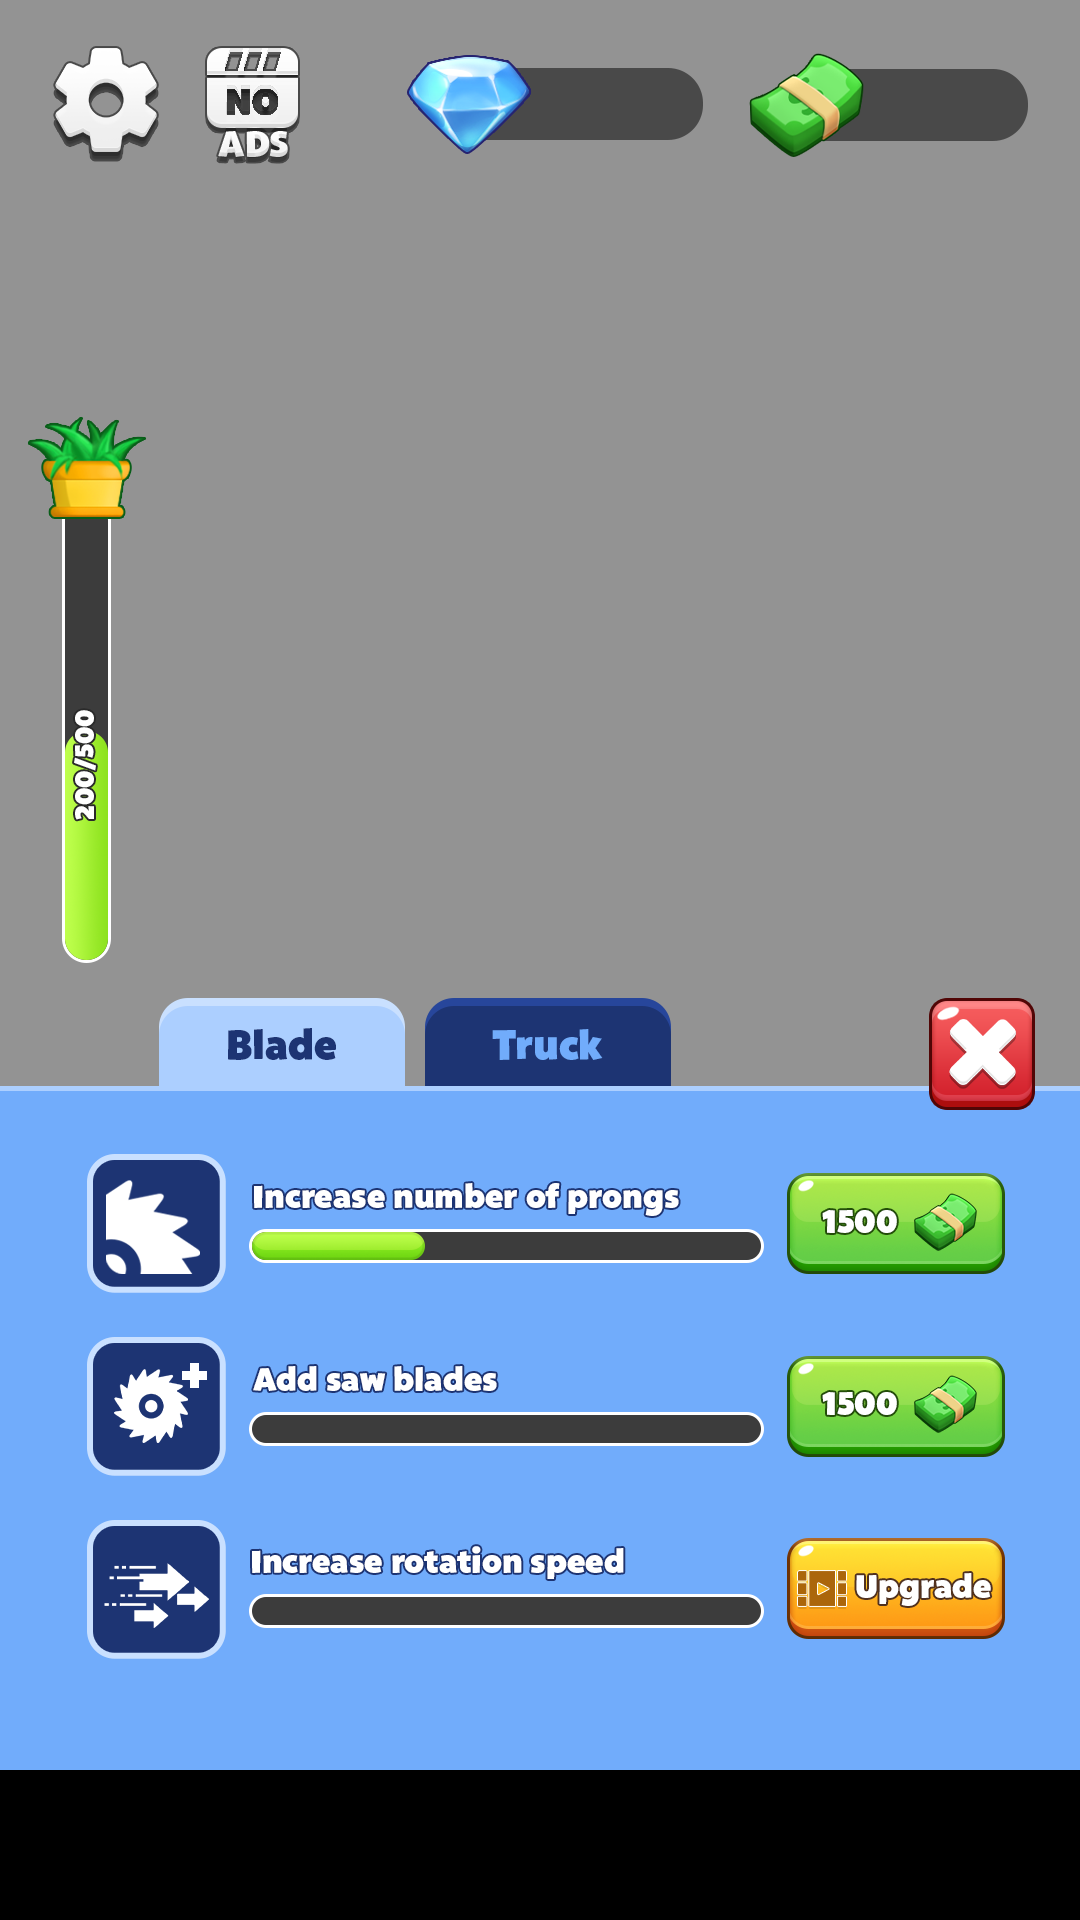 NO
ADS
200/500
Blade
Truck
Increase number of prongs
1500
Add saw blades
1500
Increase rotation speed
Upgrade